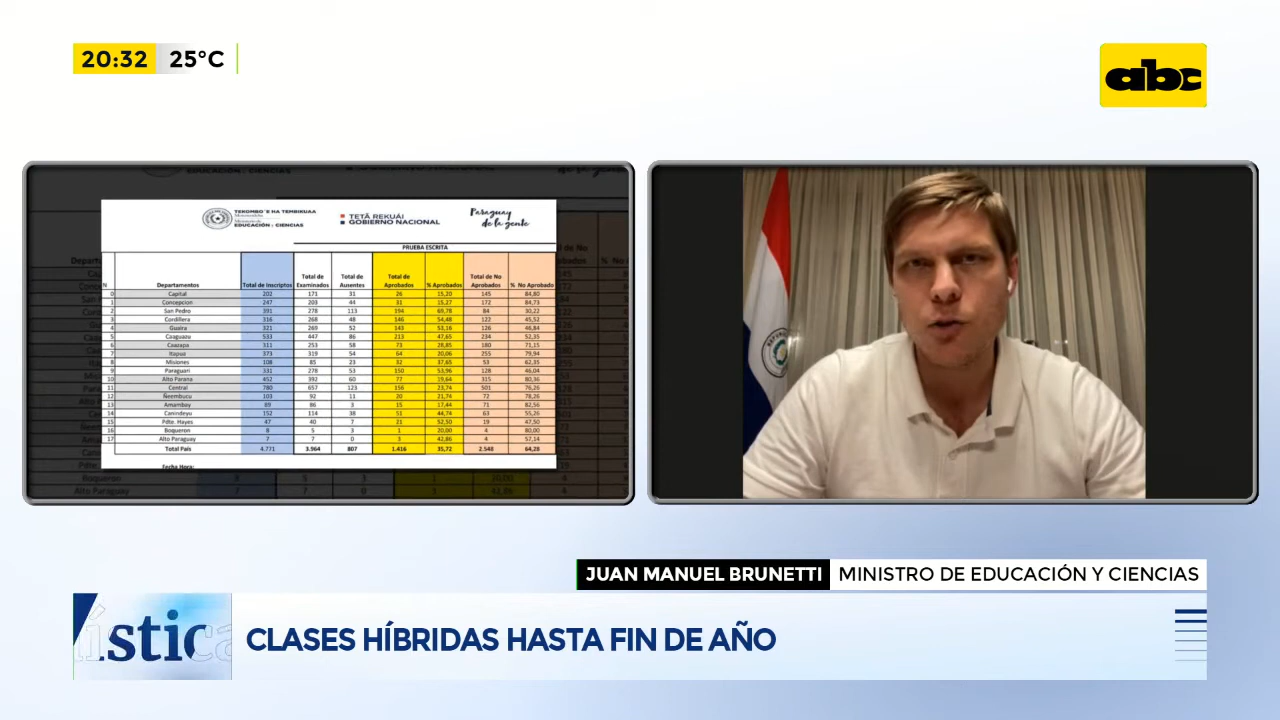 20:32 25°C
abc
TEKOMBO'E HA TEMBIKUAA
EDUCACIÓN Y CIENCIAS
TETÃ REKUÁI
GOBIERNO NACIONAL
Paraguay
de la gente
PRUEBA ESCRITA
N Departamentos Total de Inscriptos Total de Examinados Total de Ausentes Total de Aprobados % Aprobados Total de No Aprobados % No Aprobado
0 Capital 202 171 31 26 15,20 145 84,80
1 Concepcion 247 203 44 31 15,27 172 84,73
2 San Pedro 391 278 113 194 69,78 84 30,22
3 Cordillera 316 268 48 146 54,48 122 45,52
4 Guaira 321 269 52 143 53,16 126 46,84
5 Caaguazu 533 447 86 213 47,65 234 52,35
6 Caazapa 311 253 58 73 28,85 180 71,15
7 Itapua 373 319 54 64 20,06 255 79,94
8 Misiones 108 85 23 32 37,65 53 62,35
9 Paraguari 331 278 53 150 53,96 128 46,04
10 Alto Parana 452 392 60 77 19,64 315 80,36
11 Central 780 657 123 156 23,74 501 76,26
12 Ñeembucu 103 92 11 20 21,74 72 78,26
13 Amambay 89 86 3 15 17,44 71 82,56
14 Canindeyu 152 114 38 51 44,74 63 55,26
15 Pdte. Hayes 47 40 7 21 52,50 19 47,50
16 Boqueron 8 5 3 1 20,00 4 80,00
17 Alto Paraguay 7 7 0 3 42,86 4 57,14
Total País 4.771 3.964 807 1.416 35,72 2.548 64,28
Fecha Hora:
JUAN MANUEL BRUNETTI MINISTRO DE EDUCACIÓN Y CIENCIAS
ística
CLASES HÍBRIDAS HASTA FIN DE AÑO